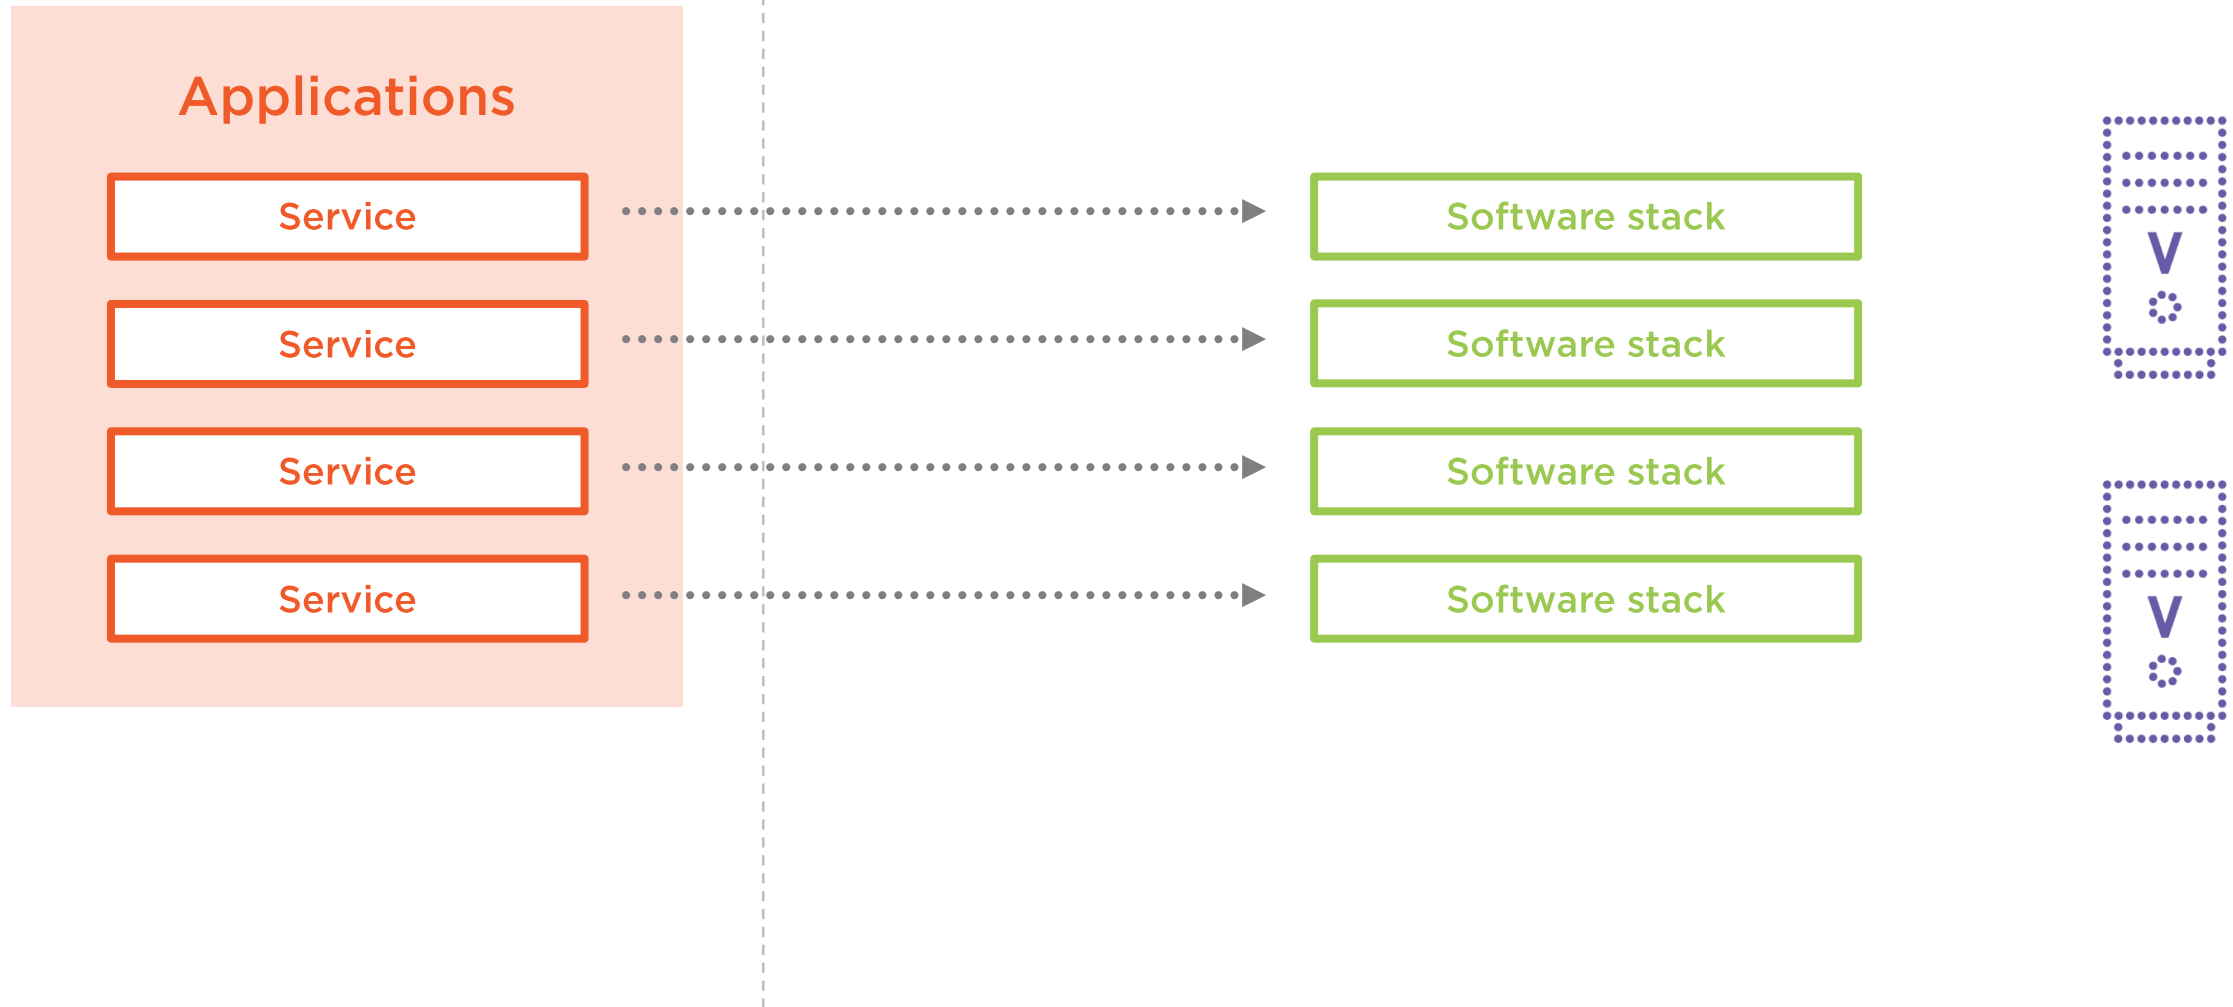 Applications
Service
Software stack
Service
Software stack
Service
Software stack
Service
Software stack
V
V